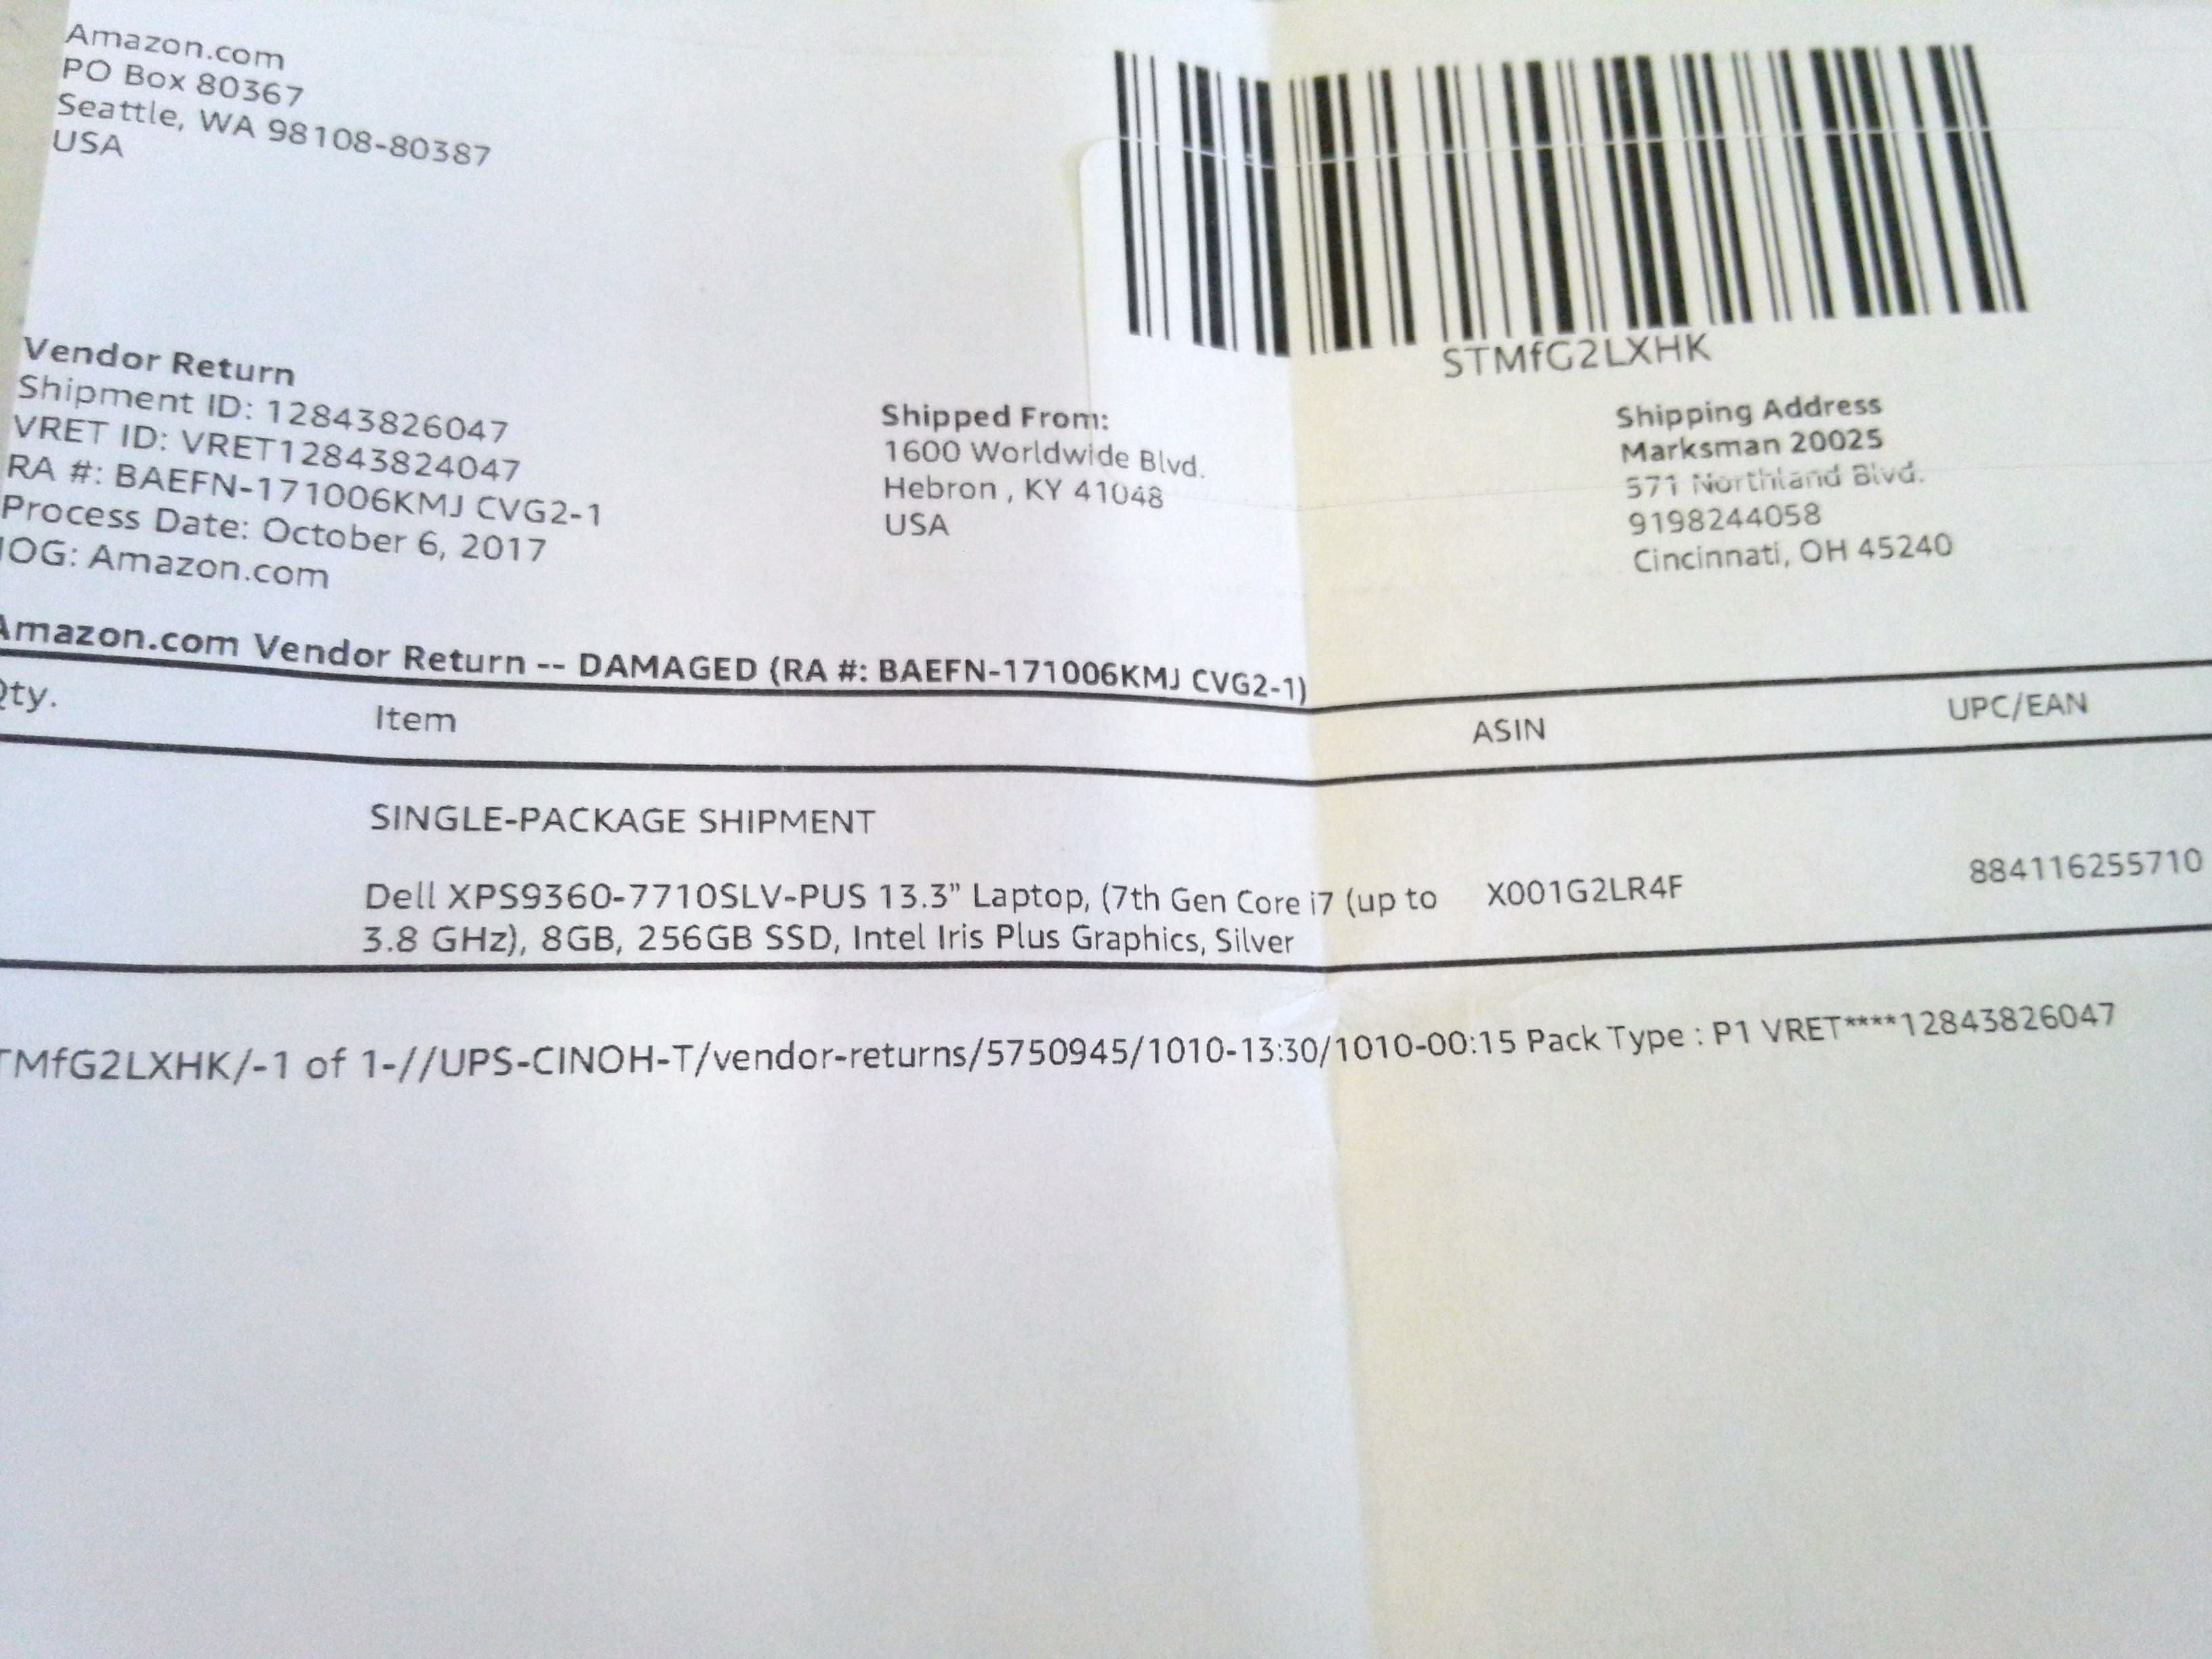 Amazon.com
PO Box 80367
Seattle, WA 98108-80387
USA
STMfG2LXHK
Vendor Return
Shipment ID: 12843826047
VRET ID: VRET12843824047
RA #: BAEFN-171006KMJ CVG2-1
Process Date: October 6, 2017
IOG: Amazon.com
Shipped From:
1600 Worldwide Blvd.
Hebron , KY 41048
USA
Shipping Address
Marksman 20025
571 Northland Blvd.
9198244058
Cincinnati, OH 45240
Amazon.com Vendor Return -- DAMAGED (RA #: BAEFN-171006KMJ CVG2-1)
Qty. Item ASIN UPC/EAN
SINGLE-PACKAGE SHIPMENT
Dell XPS9360-7710SLV-PUS 13.3" Laptop, (7th Gen Core i7 (up to X001G2LR4F 884116255710
3.8 GHz), 8GB, 256GB SSD, Intel Iris Plus Graphics, Silver
TMfG2LXHK/-1 of 1-//UPS-CINOH-T/vendor-returns/5750945/1010-13:30/1010-00:15 Pack Type : P1 VRET****12843826047